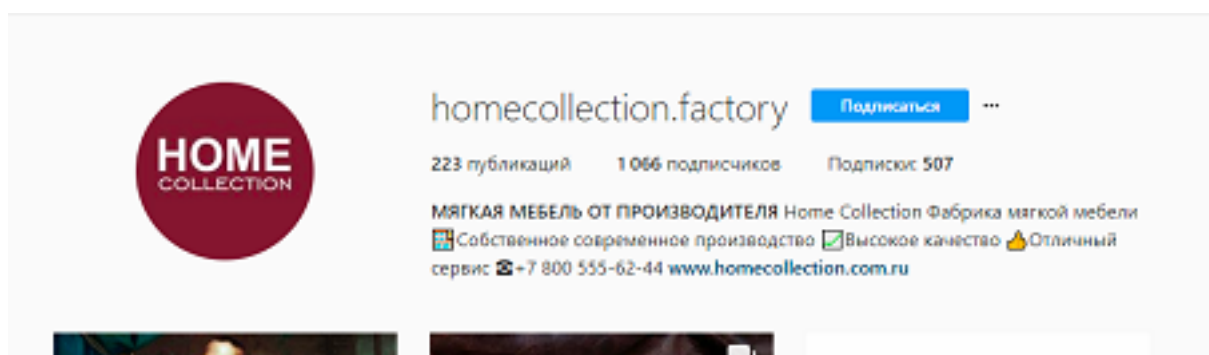 HOME
COLLECTION
homecollection.factory Подписаться ...
223 публикаций 1 066 подписчиков Подписки: 507
МЯГКАЯ МЕБЕЛЬ ОТ ПРОИЗВОДИТЕЛЯ Home Collection Фабрика мягкой мебели
Собственное современное производство Высокое качество 👍Отличный
сервис ☎+7 800 555-62-44 www.homecollection.com.ru